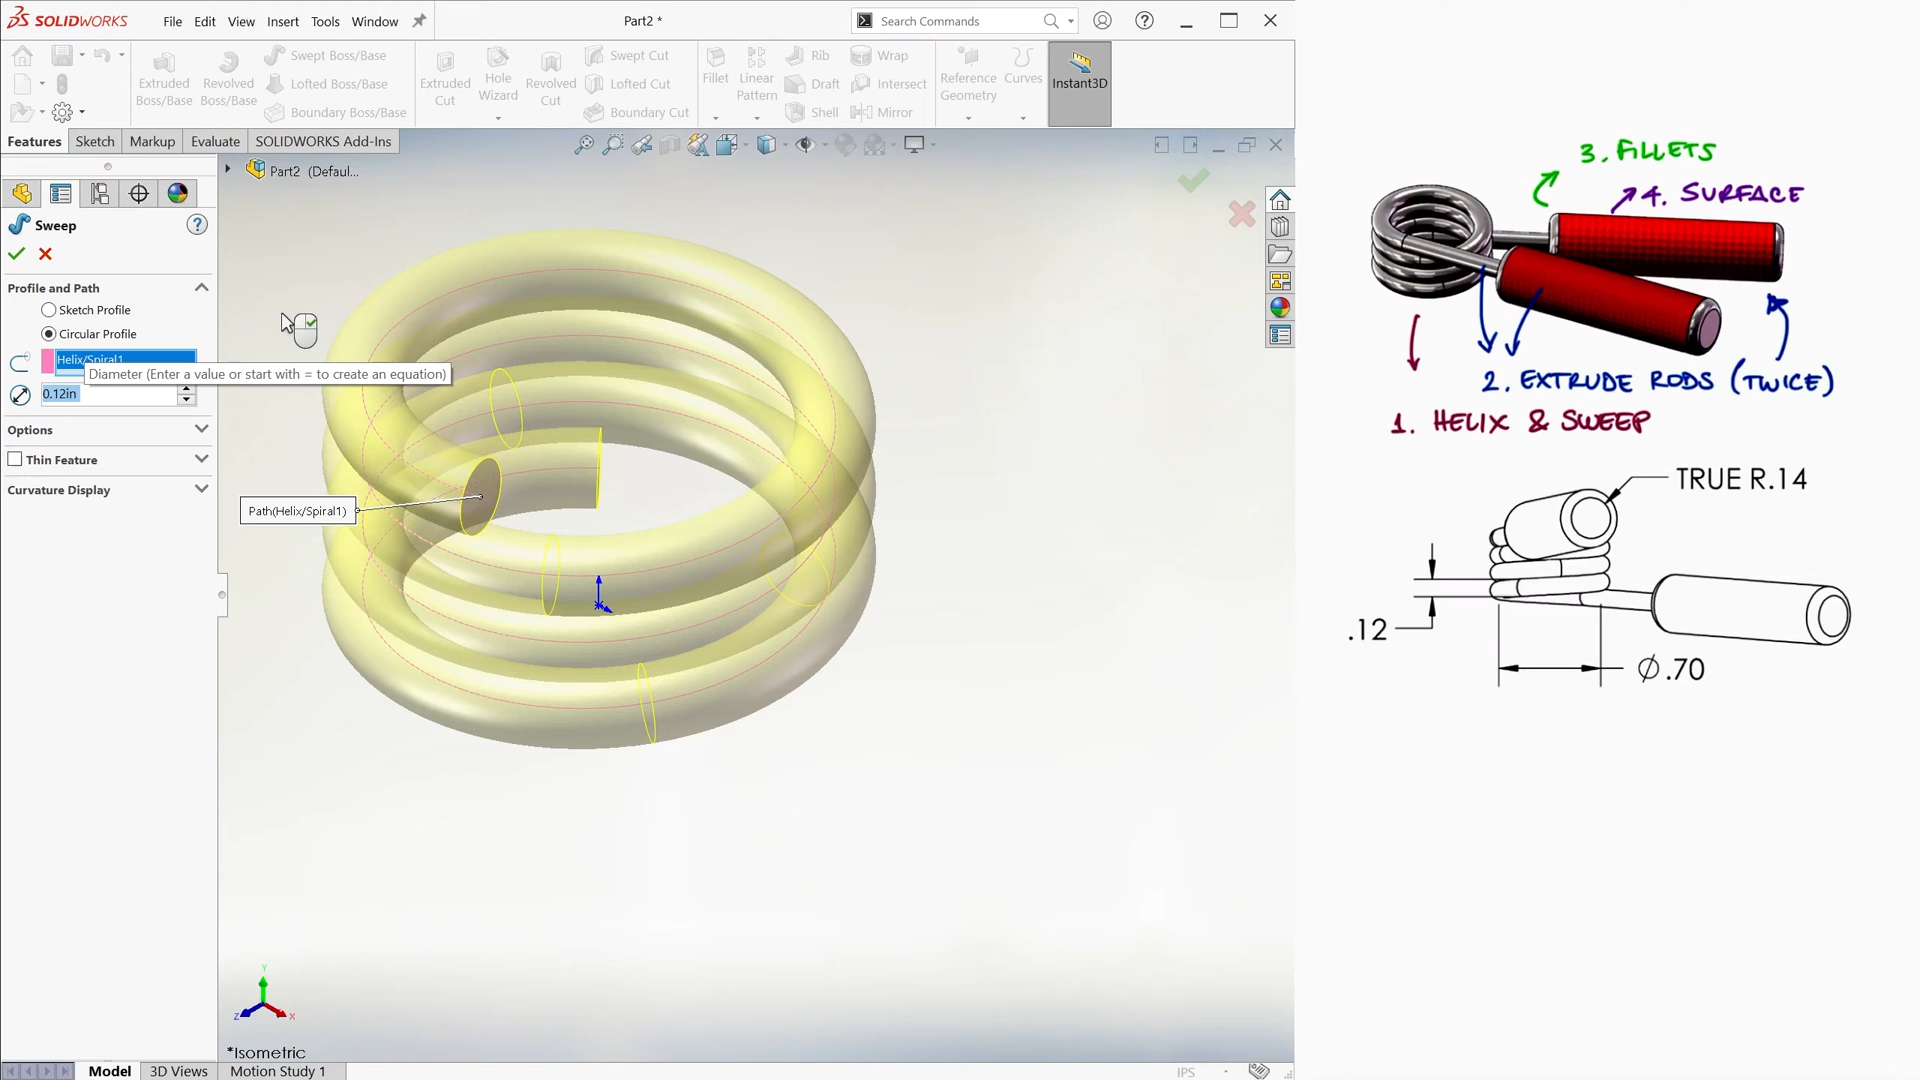 SOLIDWORKS
File
Edit
View
Insert
Tools
Window
Part2 *
Search Commands
Extruded Boss/Base
Revolved Boss/Base
Swept Boss/Base
Lofted Boss/Base
Boundary Boss/Base
Extruded Cut
Hole Wizard
Revolved Cut
Swept Cut
Lofted Cut
Boundary Cut
Fillet
Linear Pattern
Rib
Draft
Shell
Wrap
Intersect
Mirror
Reference Geometry
Curves
Instant3D
Features
Sketch
Markup
Evaluate
SOLIDWORKS Add-Ins
Part2 (Defaul...
Sweep
Profile and Path
Sketch Profile
Circular Profile
Helix/Spiral1
Diameter (Enter a value or start with = to create an equation)
0.12in
Options
Thin Feature
Curvature Display
Path(Helix/Spiral1)
Y
Z
X
*Isometric
Model
3D Views
Motion Study 1
IPS
3. FILLETS
4. SURFACE
2. EXTRUDE RODS (TWICE)
1. HELIX & SWEEP
TRUE R.14
.12
Ø.70